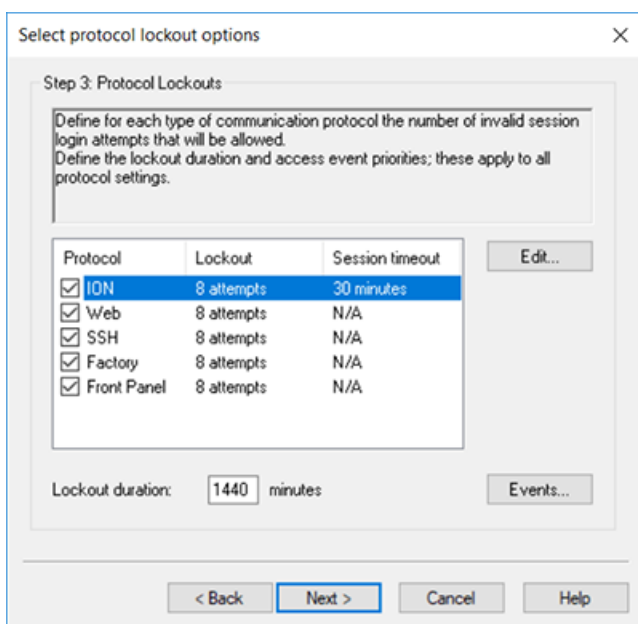 Select protocol lockout options
Step 3: Protocol Lockouts
Define for each type of communication protocol the number of invalid session
login attempts that will be allowed.
Define the lockout duration and access event priorities; these apply to all
protocol settings.
Protocol Lockout Session timeout
ION 8 attempts 30 minutes
Web 8 attempts N/A
SSH 8 attempts N/A
Factory 8 attempts N/A
Front Panel 8 attempts N/A
Edit...
Lockout duration: 1440 minutes
Events...
< Back Next > Cancel Help